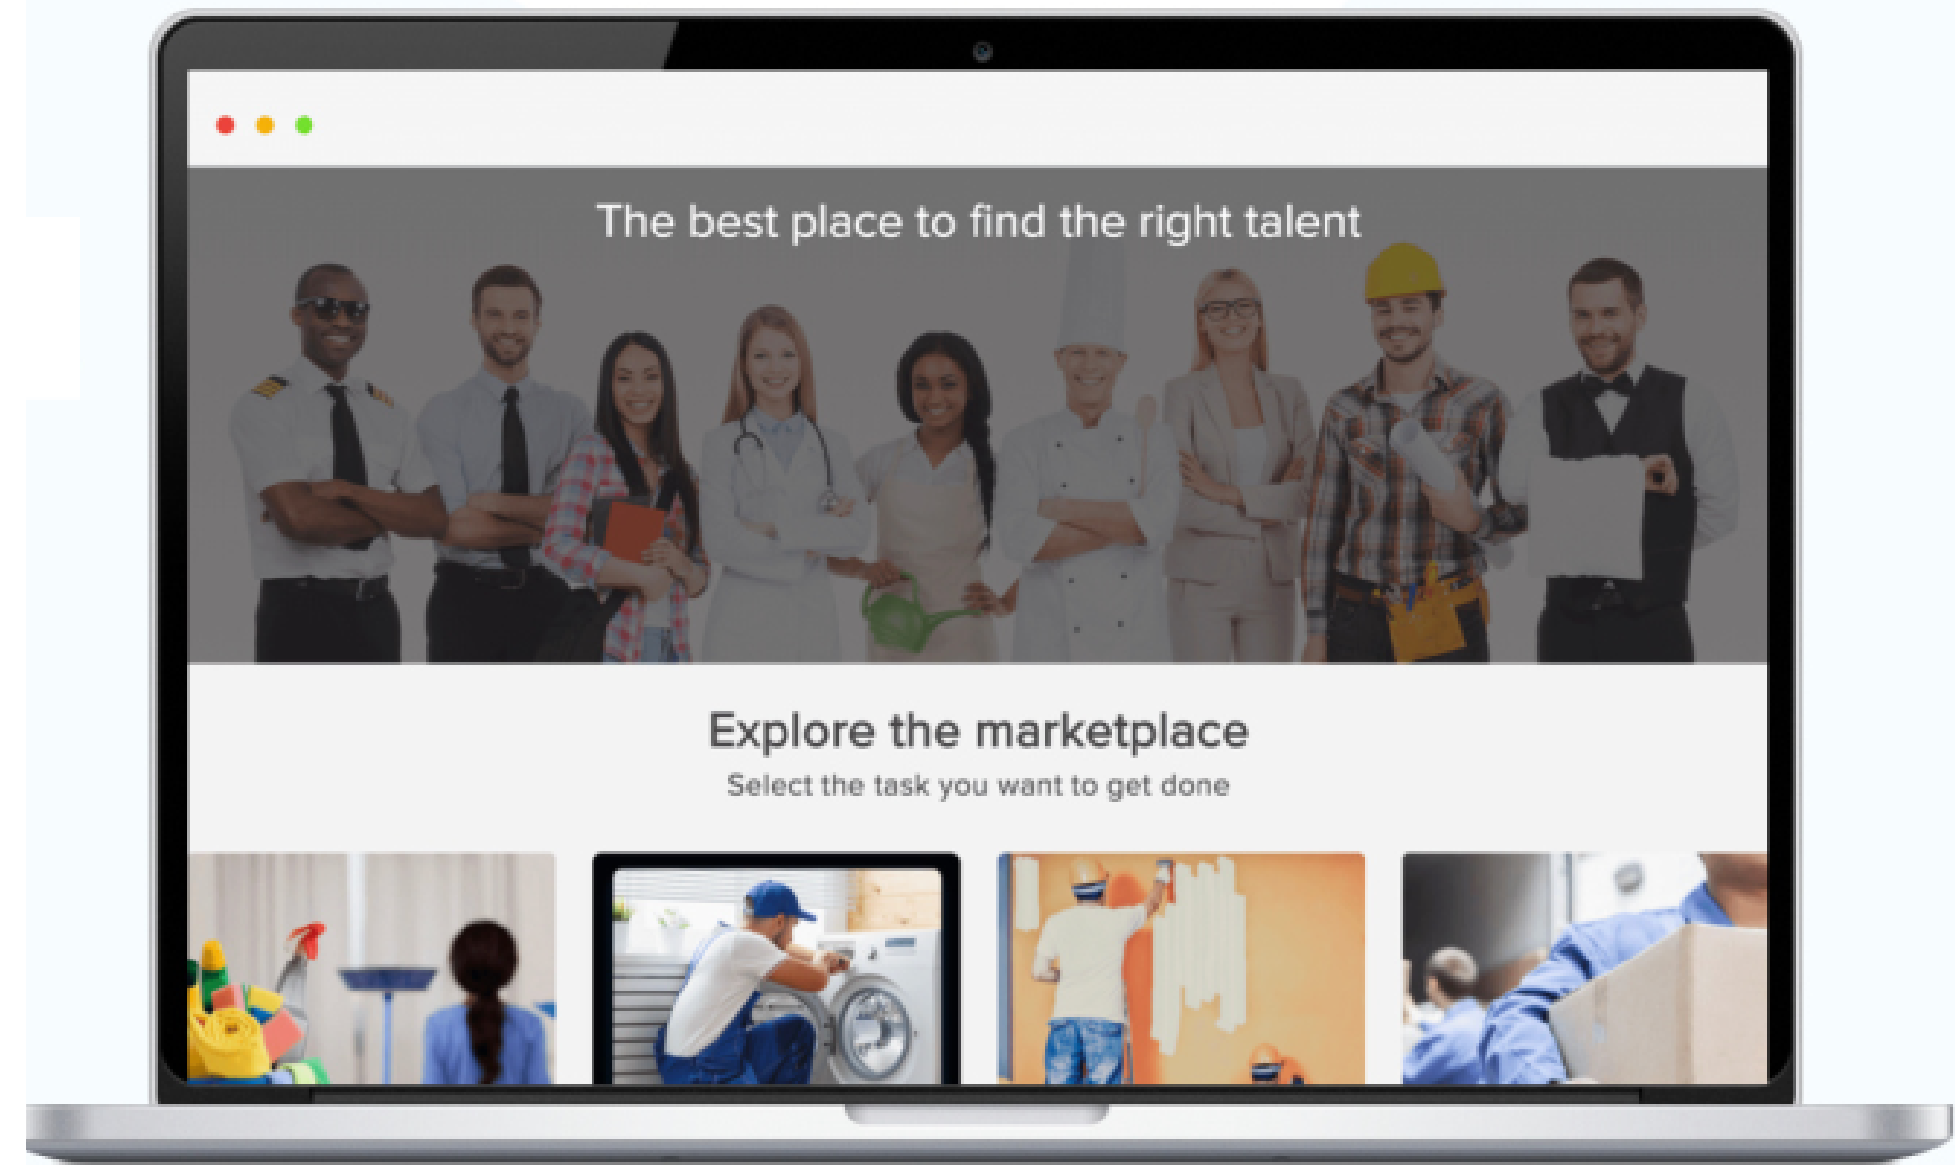 The best place to find the right talent
Explore the marketplace
Select the task you want to get done